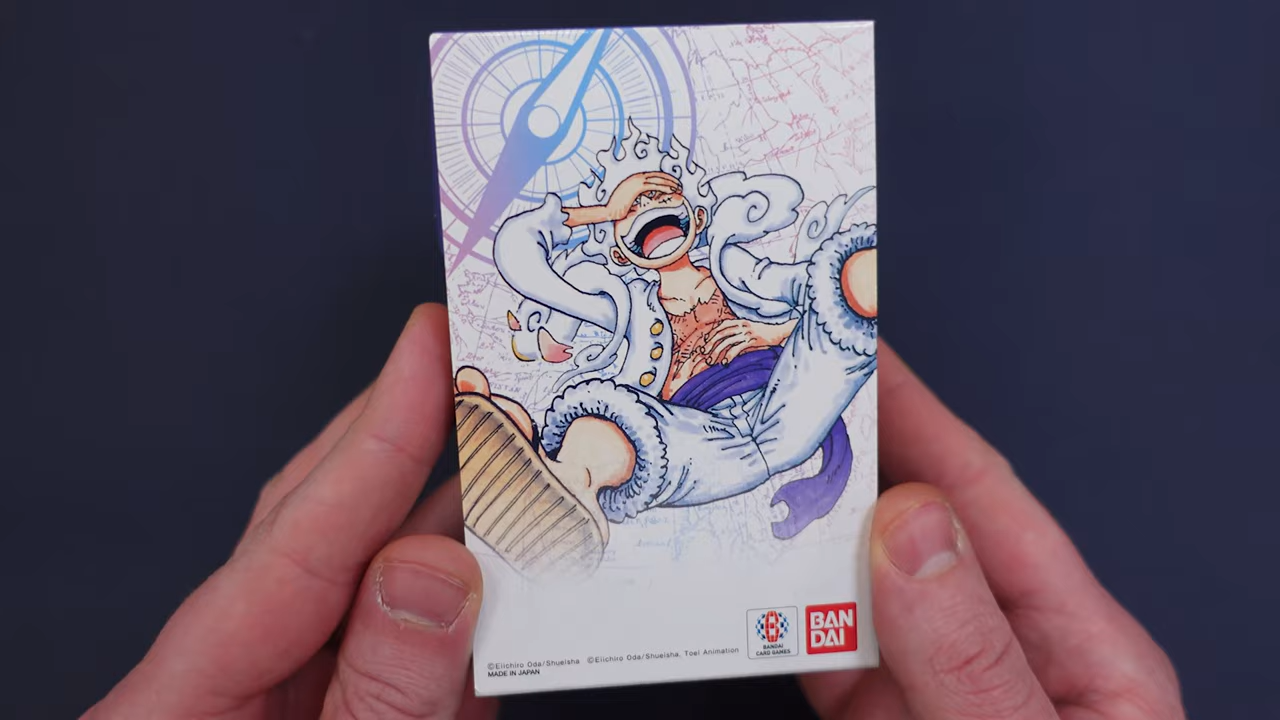 ©Eiichiro Oda/Shueisha ©Eiichiro Oda/Shueisha, Toei Animation
MADE IN JAPAN
B
BANDAI
CARD GAMES
BAN
DAI